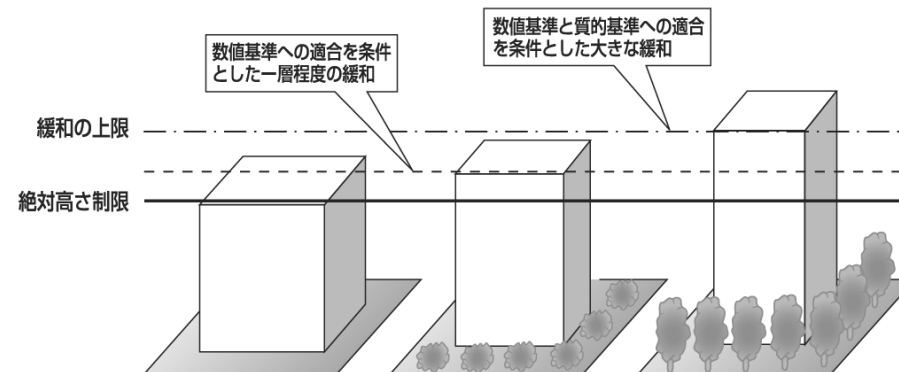 数値基準と質的基準への適合
を条件とした大きな緩和
数値基準への適合を条件
とした一層程度の緩和
緩和の上限
絶対高さ制限